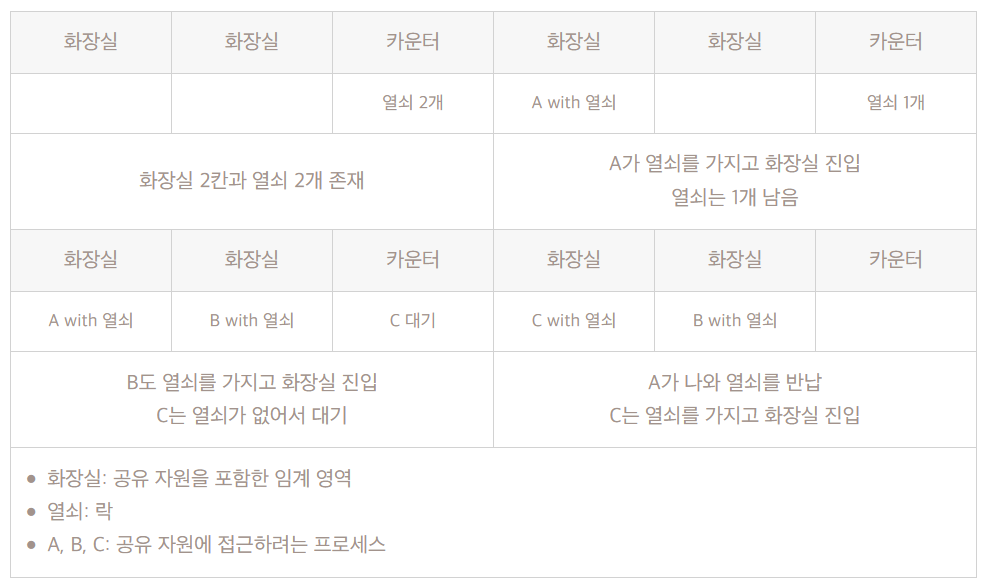 화장실 화장실 카운터 화장실 화장실 카운터
열쇠 2개 A with 열쇠 열쇠 1개
화장실 2칸과 열쇠 2개 존재
A가 열쇠를 가지고 화장실 진입
열쇠는 1개 남음
화장실 화장실 카운터 화장실 화장실 카운터
A with 열쇠 B with 열쇠 C 대기 C with 열쇠 B with 열쇠
B도 열쇠를 가지고 화장실 진입
C는 열쇠가 없어서 대기
A가 나와 열쇠를 반납
C는 열쇠를 가지고 화장실 진입
● 화장실: 공유 자원을 포함한 임계 영역
● 열쇠: 락
● A, B, C: 공유 자원에 접근하려는 프로세스